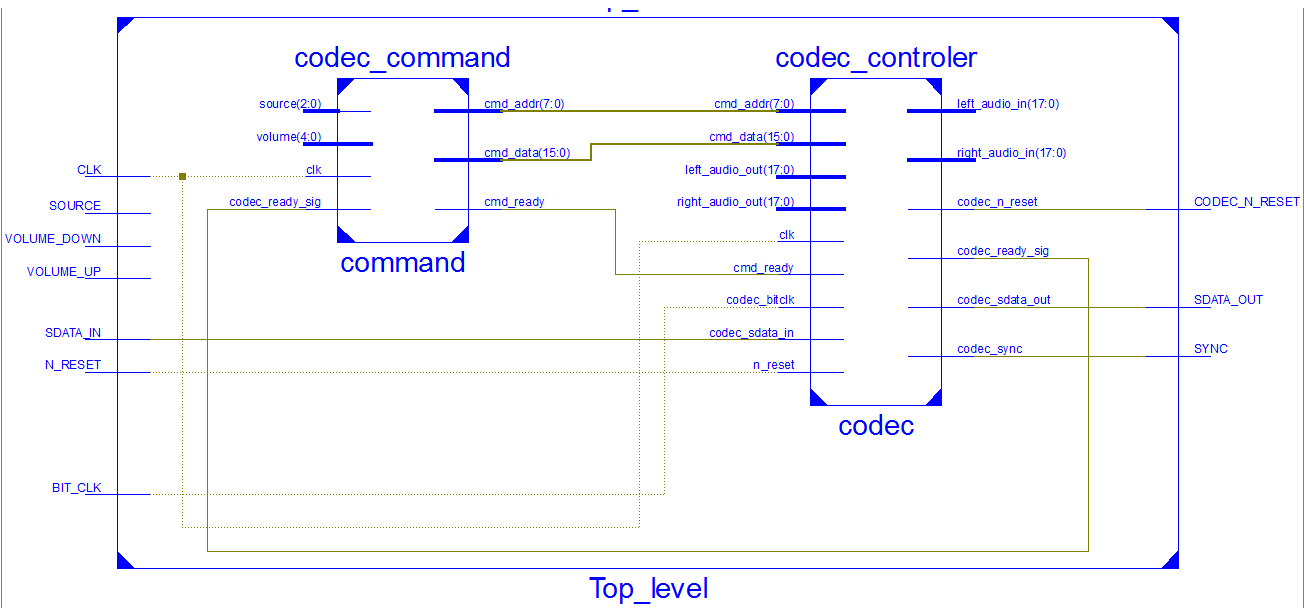 codec_command
codec_controler
source(2:0)
cmd_addr(7:0)
cmd_addr(7:0)
left_audio_in(17:0)
volume(4:0)
cmd_data(15:0)
cmd_data(15:0)
right_audio_in(17:0)
CLK
clk
left_audio_out(17:0)
SOURCE
codec_ready_sig
cmd_ready
right_audio_out(17:0)
codec_n_reset
CODEC_N_RESET
VOLUME_DOWN
clk
codec_ready_sig
VOLUME_UP
command
cmd_ready
codec_bitclk
codec_sdata_out
SDATA_OUT
SDATA_IN
codec_sdata_in
codec_sync
SYNC
N_RESET
n_reset
codec
BIT_CLK
Top_level